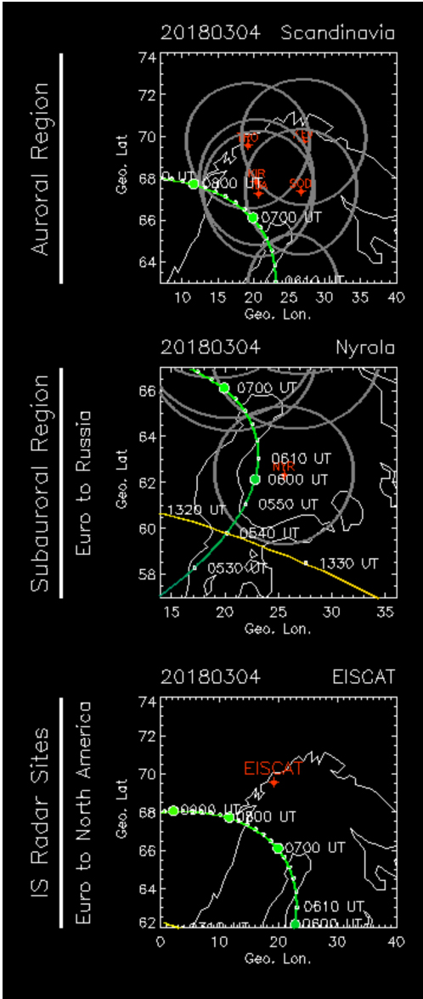 20180304 Scandinavia
Auroral Region
Geo. Lat
74
72
70
68
66
64
TRO
KEV
KIR
SOD
0 UT
0800 UT
0700 UT
0610 UT
10 15 20 25 30 35 40
Geo. Lon.
20180304 Nyrola
Subauroral Region
Euro to Russia
Geo. Lat
66
64
62
60
58
0700 UT
0610 UT
NYR
0600 UT
0550 UT
1320 UT
0540 UT
0530 UT
1330 UT
15 20 25 30 35
Geo. Lon.
20180304 EISCAT
IS Radar Sites
Euro to North America
Geo. Lat
74
72
70
68
66
64
62
EISCAT
0900 UT
0800 UT
0700 UT
0610 UT
0600 UT
0 10 20 30 40
Geo. Lon.